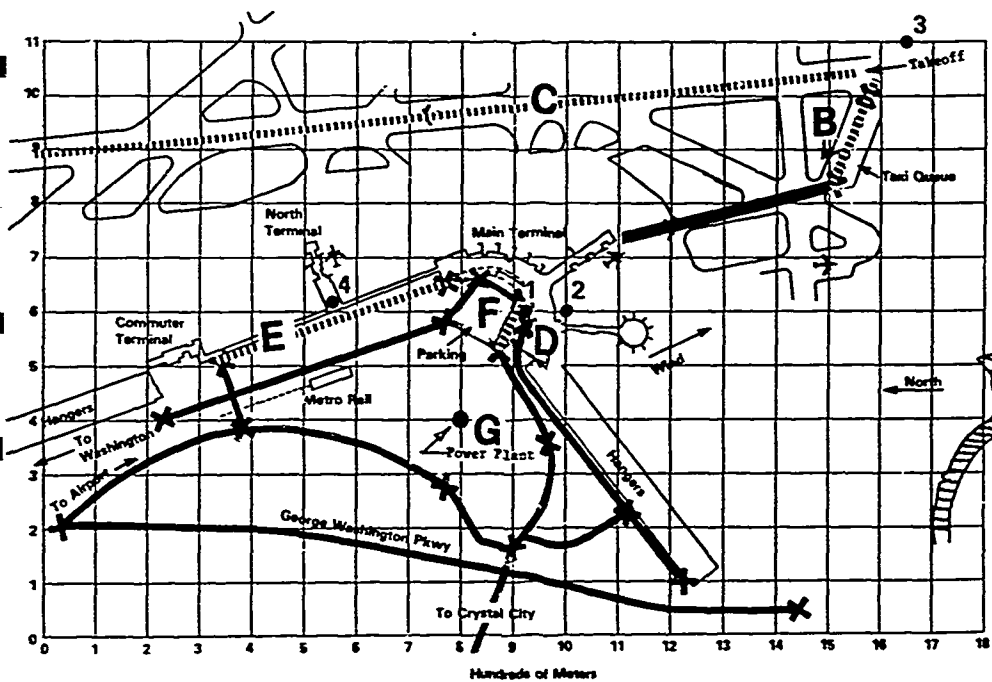 3
11
Takeoff
10
C
B
9
8
Taxi Queue
North
Terminal
Main Terminal
7
4
1
2
6
F
Commuter
Terminal
E
D
Parking
Wind
5
North
Metro Rail
Hangers
4
To
Washington
G
Power Plant
Hangers
3
To Airport
2
George Washington Pkwy
1
To Crystal City
0
0 1 2 3 4 5 6 7 8 9 10 11 12 13 14 15 16 17 18
Hundreds of Meters